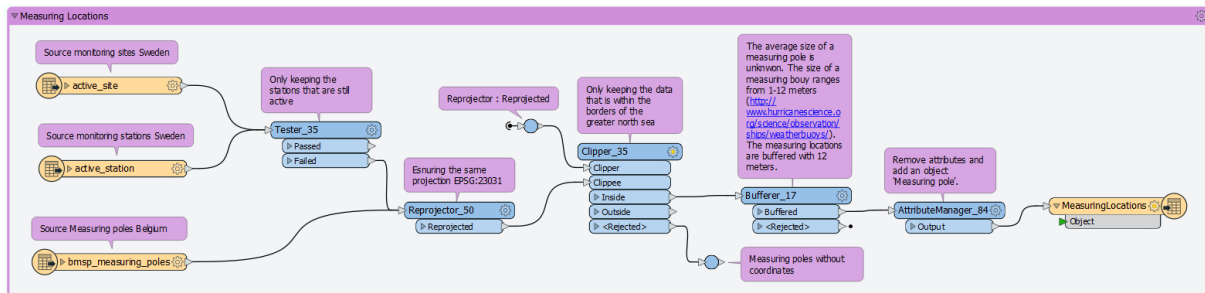 Measuring Locations
Source monitoring sites Sweden
active_site
Source monitoring stations Sweden
active_station
Source Measuring poles Belgium
bmsp_measuring_poles
Only keeping the
stations that are still
active
Tester_35
Passed
Failed
Esnuring the same
projection EPSG:23031
Reprojector_50
Reprojected
Reprojector : Reprojected
Only keeping the data
that is within the
borders of the
greater north sea
Clipper_35
Clipper
Clippee
Inside
Outside
<Rejected>
Measuring poles without
coordinates
The average size of a
measuring pole is
unknwon. The size of a
measuring bouy ranges
from 1-12 meters
(http://
www.hurricanescience.o
rg/science/observation/
ships/weatherbuoys/).
The measuring locations
are buffered with 12
meters.
Bufferer_17
Buffered
<Rejected>
Remove attributes and
add an object
'Measuring pole'.
AttributeManager_84
Output
MeasuringLocations
Object